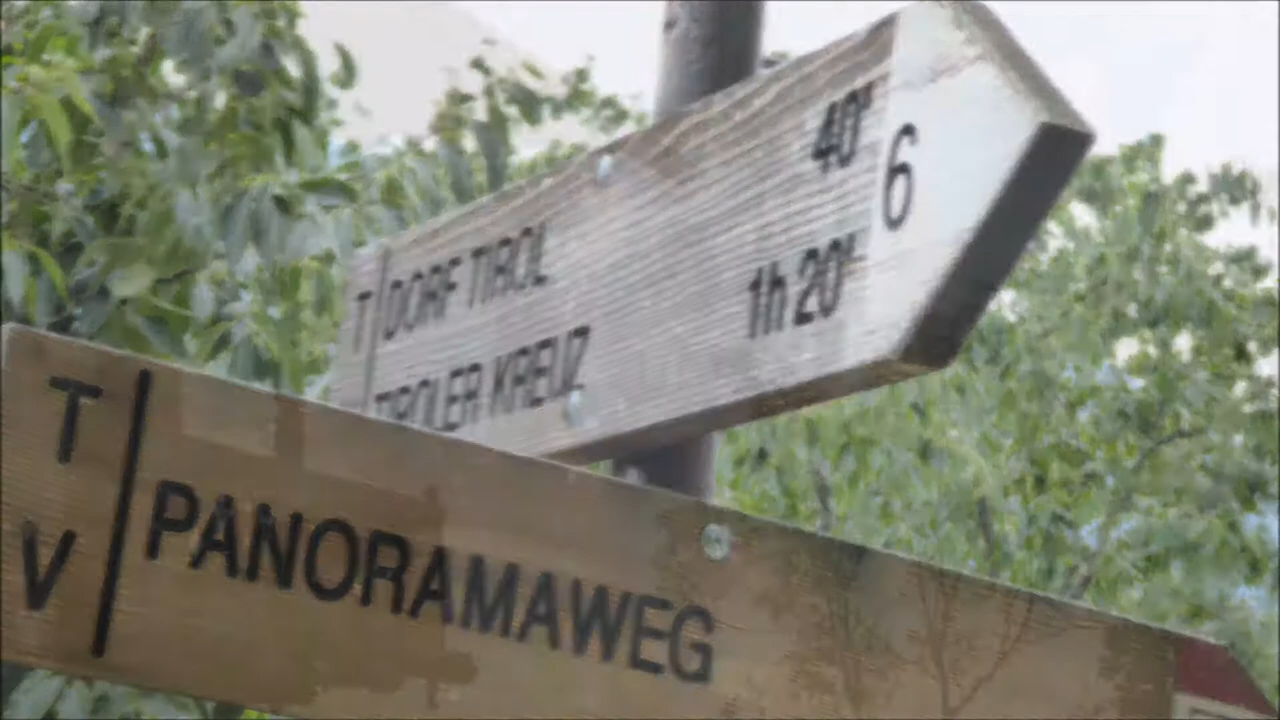 T DORF TIROL 40'
TIROLER KREUZ 1h 20'
6
T
V
PANORAMAWEG